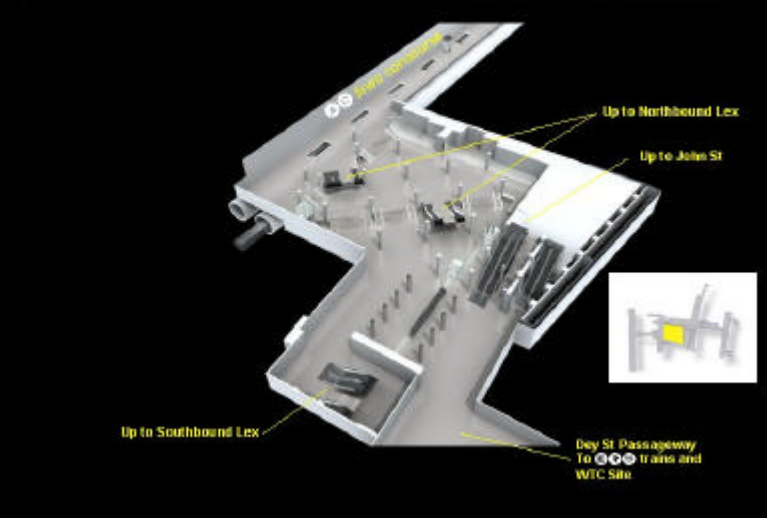 Up to Northbound Lex
Up to John St
Up to Southbound Lex
Dey St Passageway
To trains and
WTC Site